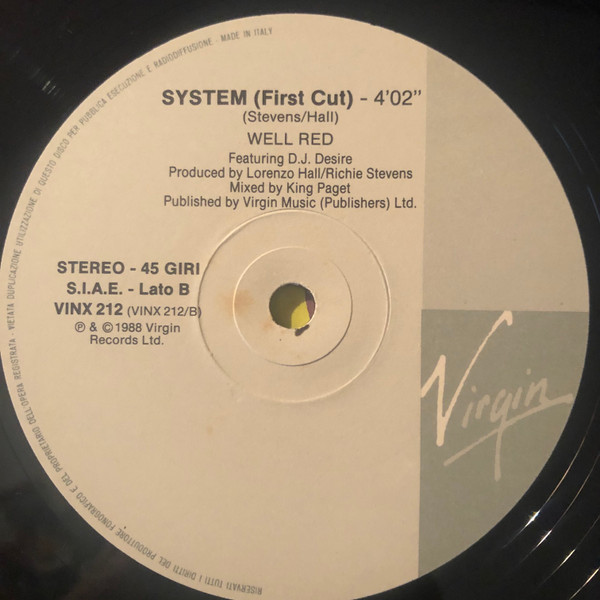 SYSTEM (First Cut) - 4'02"
(Stevens/Hall)
WELL RED
Featuring D.J. Desire
Produced by Lorenzo Hall/Richie Stevens
Mixed by King Paget
Published by Virgin Music (Publishers) Ltd.
STEREO - 45 GIRI
S.I.A.E. - Lato B
VINX 212 (VINX 212/B)
℗ & © 1988 Virgin
Records Ltd.
Virgin
RISERVATI TUTTI I DIRITTI DEL PRODUTTORE FONOGRAFICO E DEL PROPRIETARIO DELL'OPERA REGISTRATA - VIETATA DUPLICAZIONE UTILIZZAZIONE DI QUESTO DISCO PER PUBBLICA ESECUZIONE E RADIODIFFUSIONE - MADE IN ITALY